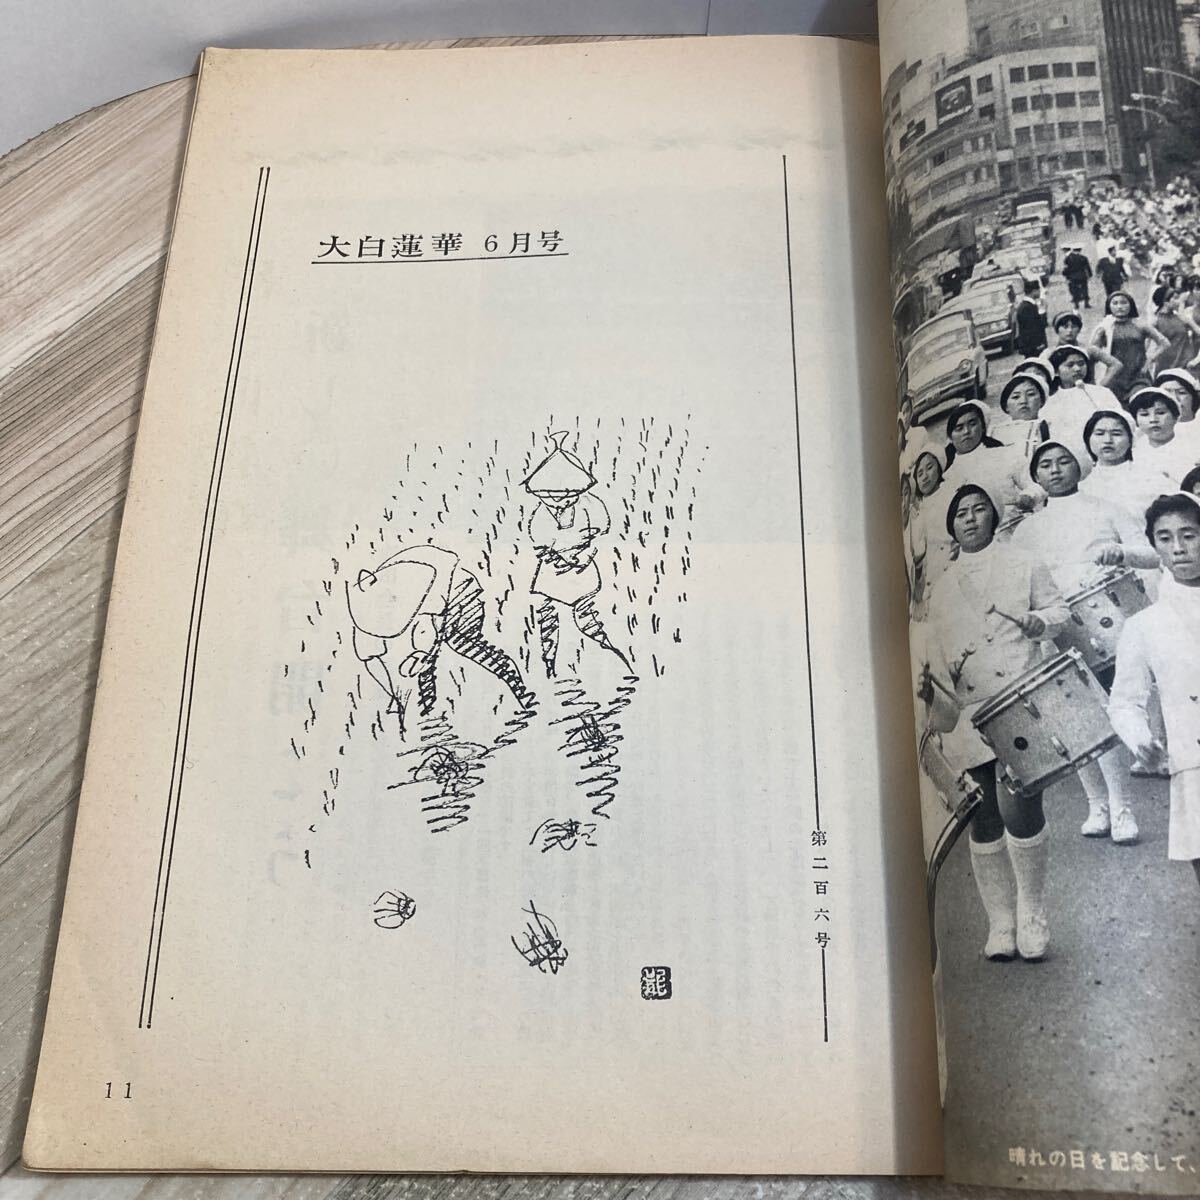 大白蓮華 6月号
第二百六号
11
晴れの日を記念して、